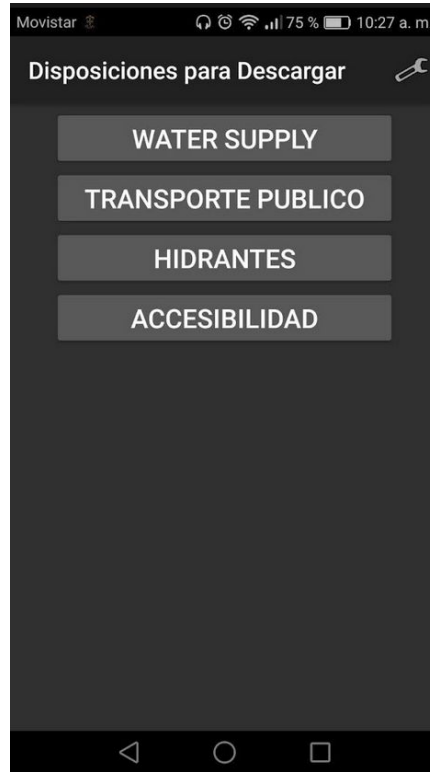 Movistar 75 % 10:27 a. m
Disposiciones para Descargar
WATER SUPPLY
TRANSPORTE PUBLICO
HIDRANTES
ACCESIBILIDAD